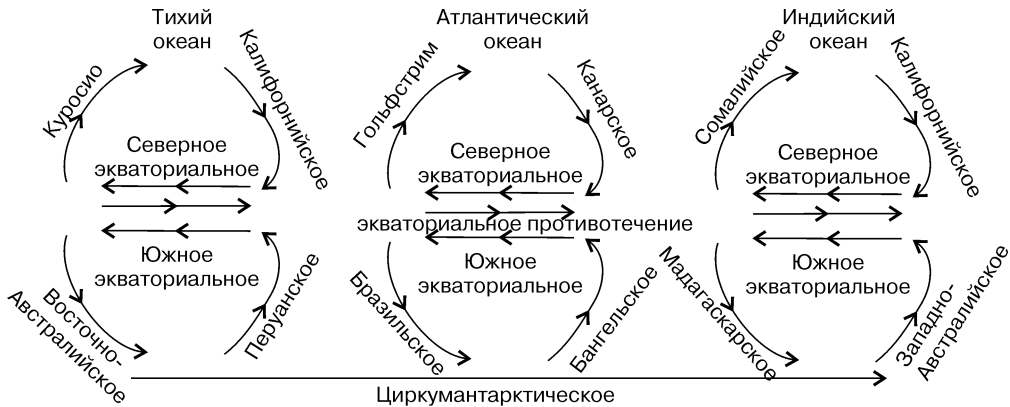 Тихий
океан
Куросио
Калифорнийское
Северное
экваториальное
Южное
экваториальное
Восточно-
Австралийское
Перуанское
Атлантический
океан
Гольфстрим
Канарское
Северное
экваториальное
экваториальное противотечение
Южное
экваториальное
Бразильское
Бангельское
Индийский
океан
Сомалийское
Калифорнийское
Северное
экваториальное
Южное
экваториальное
Мадагаскарское
Западно-
Австралийское
Циркумантарктическое